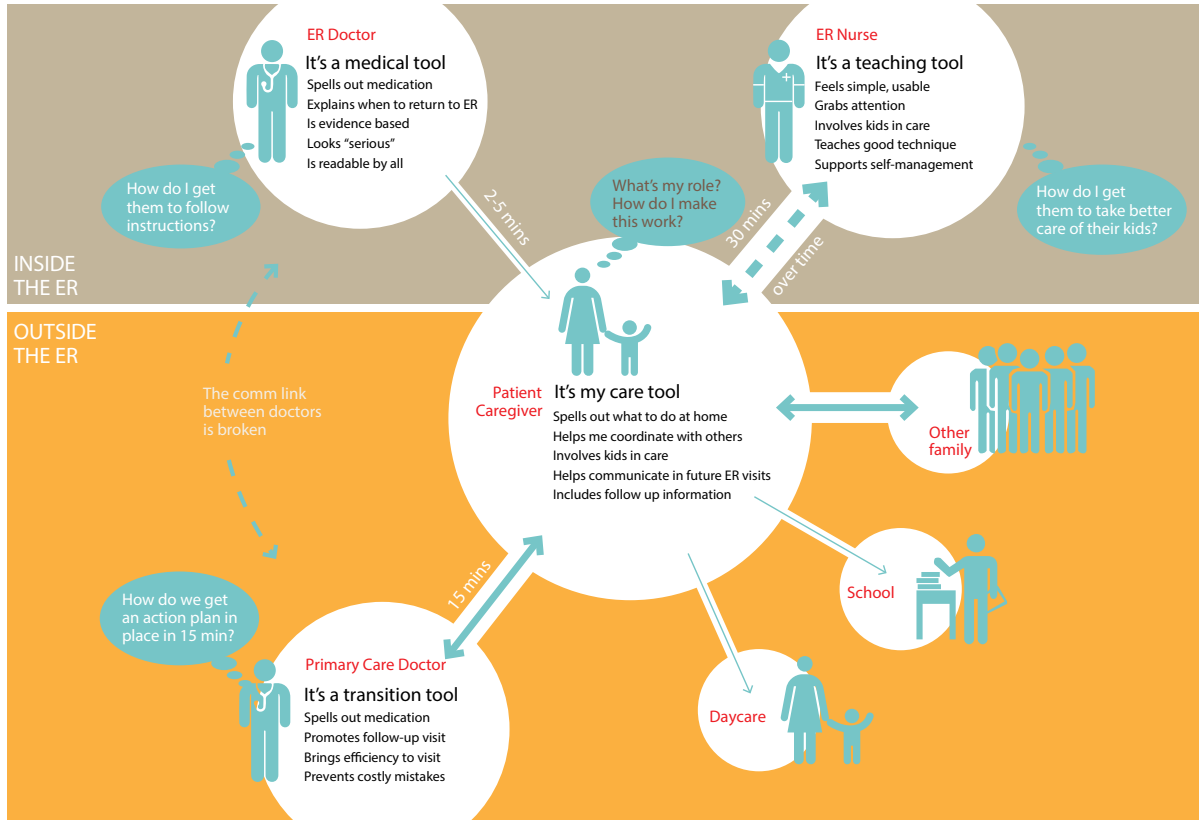 ER Doctor
It's a medical tool
Spells out medication
Explains when to return to ER
Is evidence based
Looks “serious”
Is readable by all
How do I get
them to follow
instructions?
2-5 mins
ER Nurse
It's a teaching tool
Feels simple, usable
Grabs attention
Involves kids in care
Teaches good technique
Supports self-management
What's my role?
How do I make
this work?
30 mins
over time
How do I get
them to take better
care of their kids?
INSIDE
THE ER
OUTSIDE
THE ER
The comm link
between doctors
is broken
Patient
Caregiver
It's my care tool
Spells out what to do at home
Helps me coordinate with others
Involves kids in care
Helps communicate in future ER visits
Includes follow up information
Other
family
School
Daycare
15 mins
How do we get
an action plan in
place in 15 min?
Primary Care Doctor
It's a transition tool
Spells out medication
Promotes follow-up visit
Brings efficiency to visit
Prevents costly mistakes